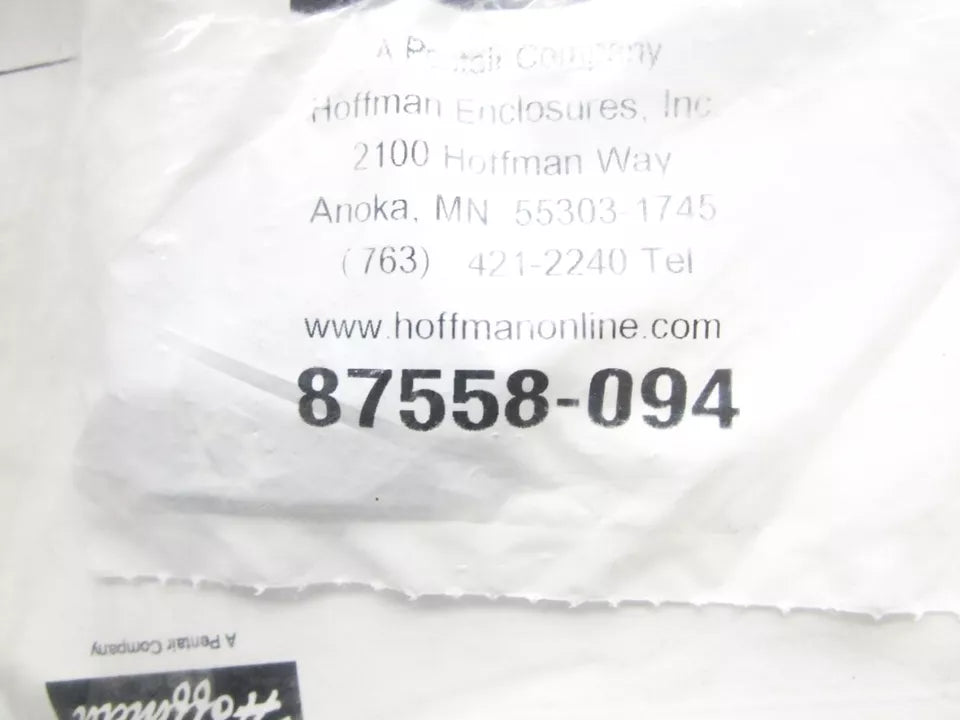 A Pentair Company
Hoffman Enclosures, Inc
2100 Hoffman Way
Anoka, MN 55303-1745
(763) 421-2240 Tel
www.hoffmanonline.com
87558-094
A Pentair Company
Hoffman